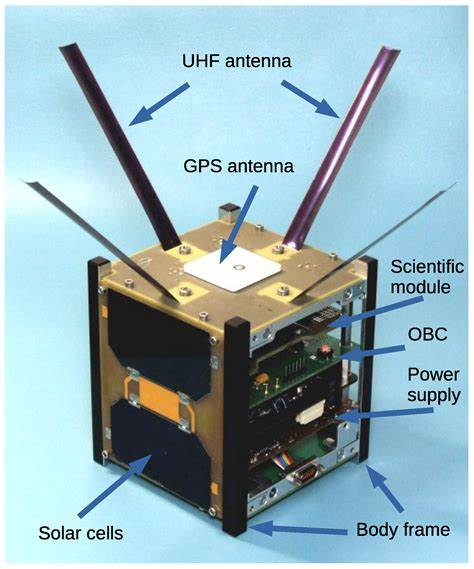 UHF antenna
GPS antenna
Scientific
module
OBC
Power
supply
Solar cells
Body frame